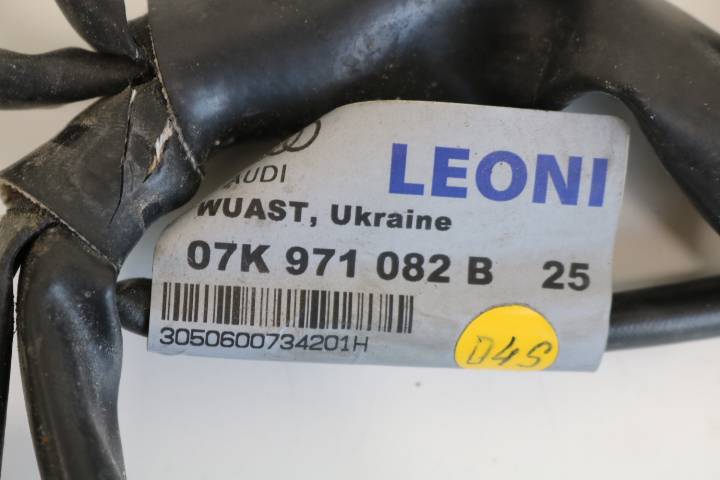 AUDI
LEONI
WUAST, Ukraine
07K 971 082 B 25
3050600734201H
D4S